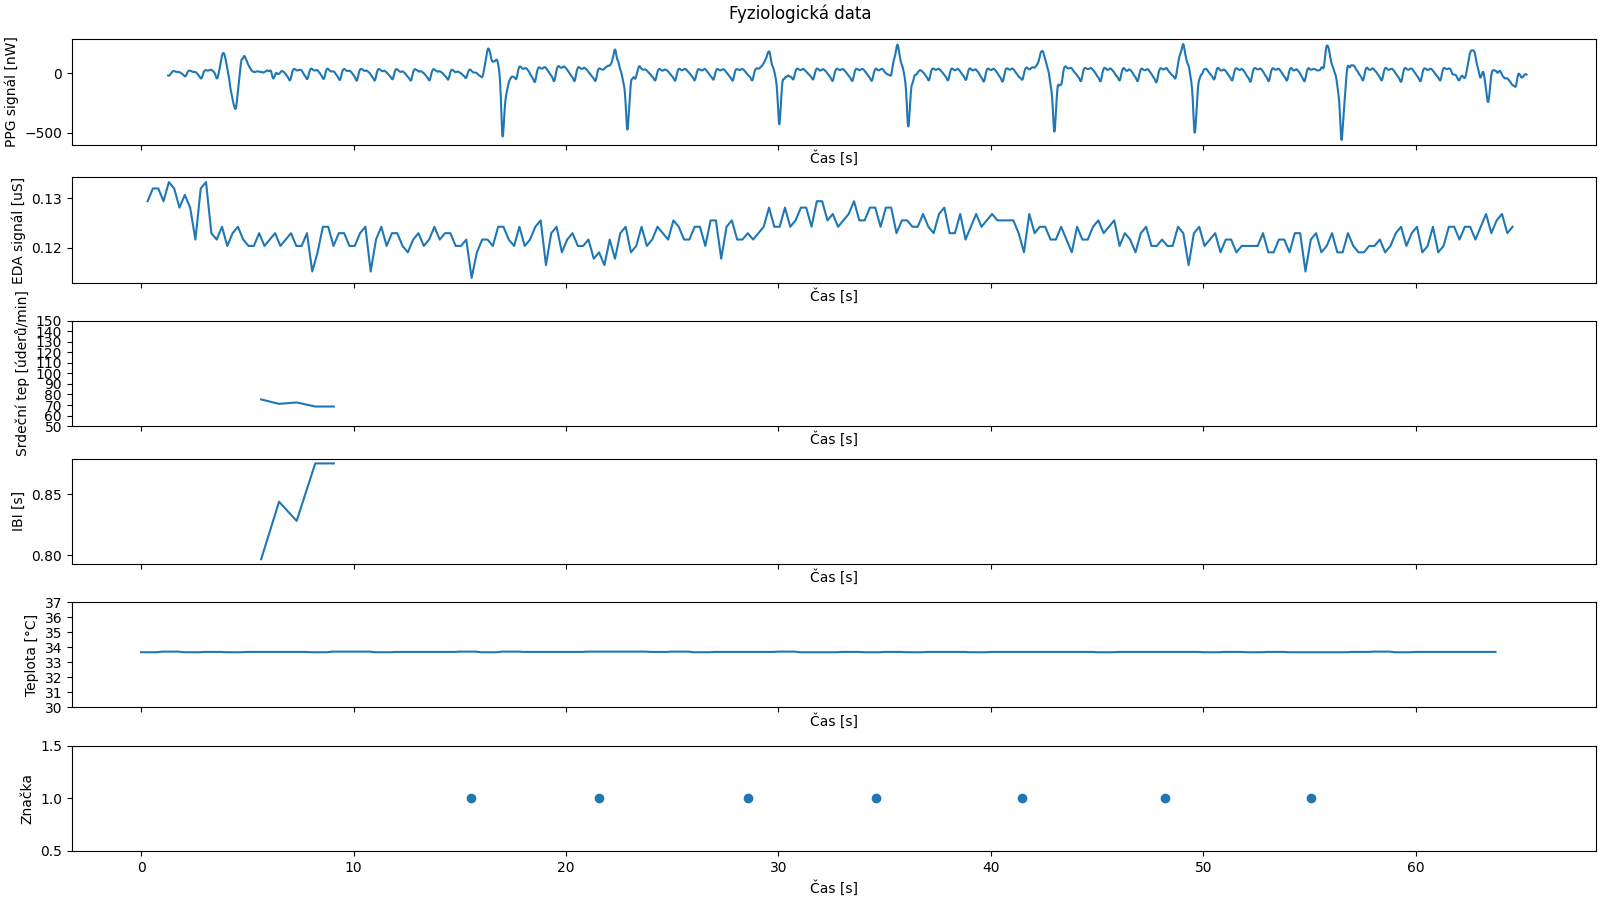 Fyziologická data
PPG signál [nW]
0
−500
Čas [s]
EDA signál [uS]
0.13
0.12
Čas [s]
Srdeční tep [úderů/min]
150
140
130
120
110
100
90
80
70
60
50
Čas [s]
IBI [s]
0.85
0.80
Čas [s]
Teplota [°C]
37
36
35
34
33
32
31
30
Čas [s]
Značka
1.5
1.0
0.5
0 10 20 30 40 50 60
Čas [s]